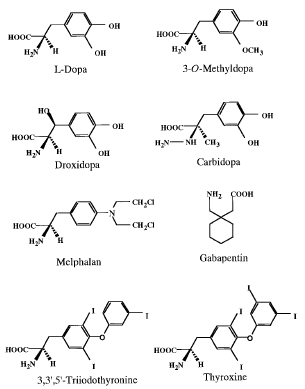 HOOC
H₂N
H
OH
OH
L-Dopa
HOOC
H₂N
H
OH
OCH₃
3-O-Methyldopa
HO
H
HOOC
H₂N
H
OH
OH
Droxidopa
HOOC
CH₃
H₂N-NH
OH
OH
Carbidopa
HOOC
H₂N
H
N
CH₂Cl
CH₂Cl
Melphalan
NH₂
COOH
Gabapentin
HOOC
H₂N
H
I
I
O
I
3,3',5'-Triiodothyronine
HOOC
H₂N
H
I
I
O
I
I
Thyroxine